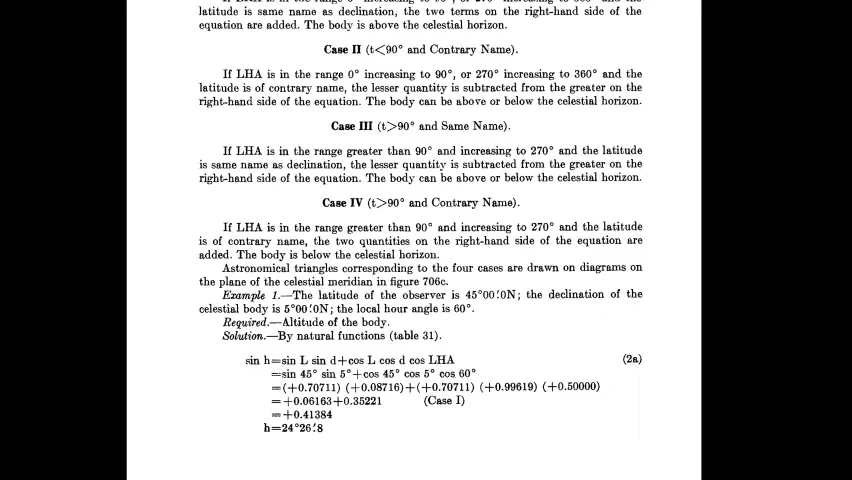 latitude is same name as declination, the two terms on the right-hand side of the
equation are added. The body is above the celestial horizon.
Case II (t<90° and Contrary Name).
If LHA is in the range 0° increasing to 90°, or 270° increasing to 360° and the
latitude is of contrary name, the lesser quantity is subtracted from the greater on the
right-hand side of the equation. The body can be above or below the celestial horizon.
Case III (t>90° and Same Name).
If LHA is in the range greater than 90° and increasing to 270° and the latitude
is same name as declination, the lesser quantity is subtracted from the greater on the
right-hand side of the equation. The body can be above or below the celestial horizon.
Case IV (t>90° and Contrary Name).
If LHA is in the range greater than 90° and increasing to 270° and the latitude
is of contrary name, the two quantities on the right-hand side of the equation are
added. The body is below the celestial horizon.
Astronomical triangles corresponding to the four cases are drawn on diagrams on
the plane of the celestial meridian in figure 706c.
Example 1.—The latitude of the observer is 45°00!0N; the declination of the
celestial body is 5°00!0N; the local hour angle is 60°.
Required.—Altitude of the body.
Solution.—By natural functions (table 31).
sin h=sin L sin d+cos L cos d cos LHA (2a)
=sin 45° sin 5°+cos 45° cos 5° cos 60°
=(+0.70711) (+0.08716)+(+0.70711) (+0.99619) (+0.50000)
=+0.06163+0.35221 (Case I)
=+0.41384
h=24°26!8